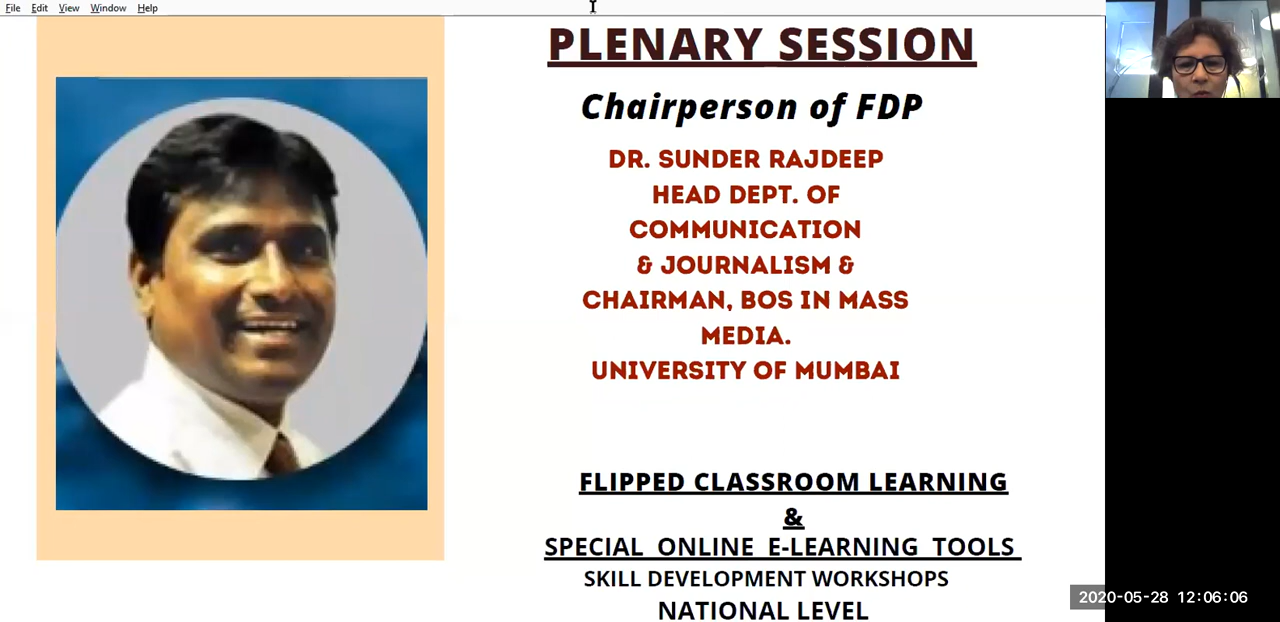 File Edit View Window Help
PLENARY SESSION
Chairperson of FDP
DR. SUNDER RAJDEEP
HEAD DEPT. OF
COMMUNICATION
& JOURNALISM &
CHAIRMAN, BOS IN MASS
MEDIA.
UNIVERSITY OF MUMBAI
FLIPPED CLASSROOM LEARNING
&
SPECIAL ONLINE E-LEARNING TOOLS
SKILL DEVELOPMENT WORKSHOPS
NATIONAL LEVEL
2020-05-28 12:06:06